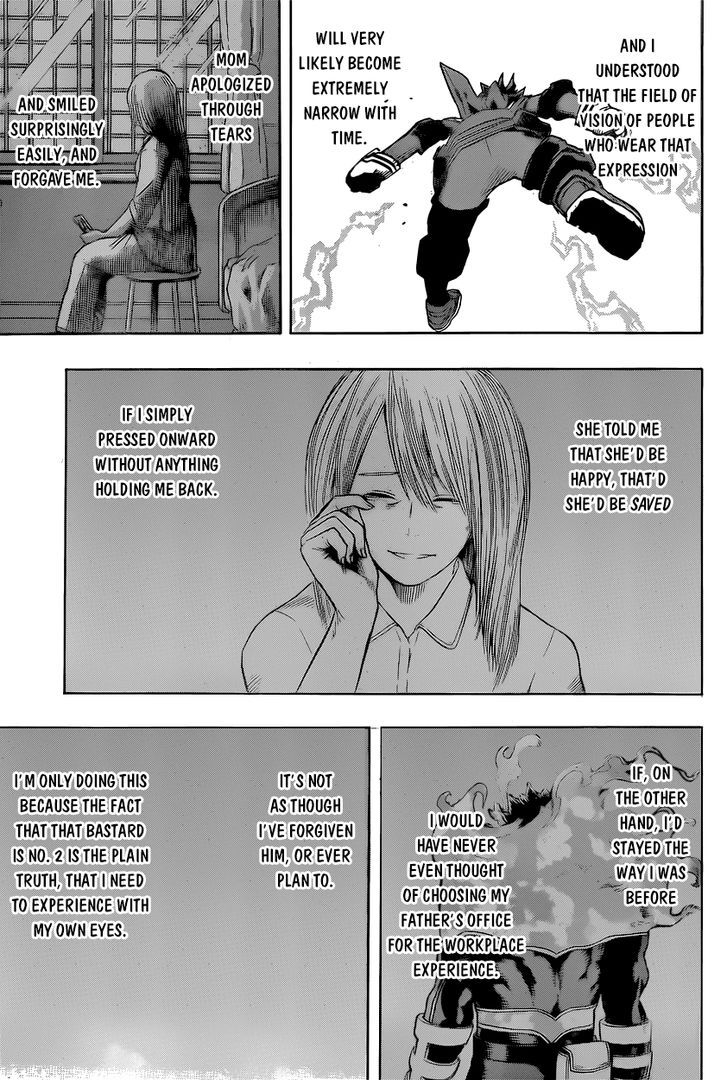 AND I
UNDERSTOOD
THAT THE FIELD OF
VISION OF PEOPLE
WHO WEAR THAT
EXPRESSION
WILL VERY
LIKELY BECOME
EXTREMELY
NARROW WITH
TIME.
MOM
APOLOGIZED
THROUGH
TEARS
AND SMILED
SURPRISINGLY
EASILY, AND
FORGAVE ME.
SHE TOLD ME
THAT SHE'D BE
HAPPY, THAT'D
SHE'D BE SAVED
IF I SIMPLY
PRESSED ONWARD
WITHOUT ANYTHING
HOLDING ME BACK.
IF, ON
THE OTHER
HAND, I'D
STAYED THE
WAY I WAS
BEFORE
I WOULD
HAVE NEVER
EVEN THOUGHT
OF CHOOSING MY
FATHER'S OFFICE
FOR THE WORKPLACE
EXPERIENCE.
IT'S NOT
AS THOUGH
I'VE FORGIVEN
HIM, OR EVER
PLAN TO.
I'M ONLY DOING THIS
BECAUSE THE FACT
THAT THAT BASTARD
IS NO. 2 IS THE PLAIN
TRUTH, THAT I NEED
TO EXPERIENCE WITH
MY OWN EYES.